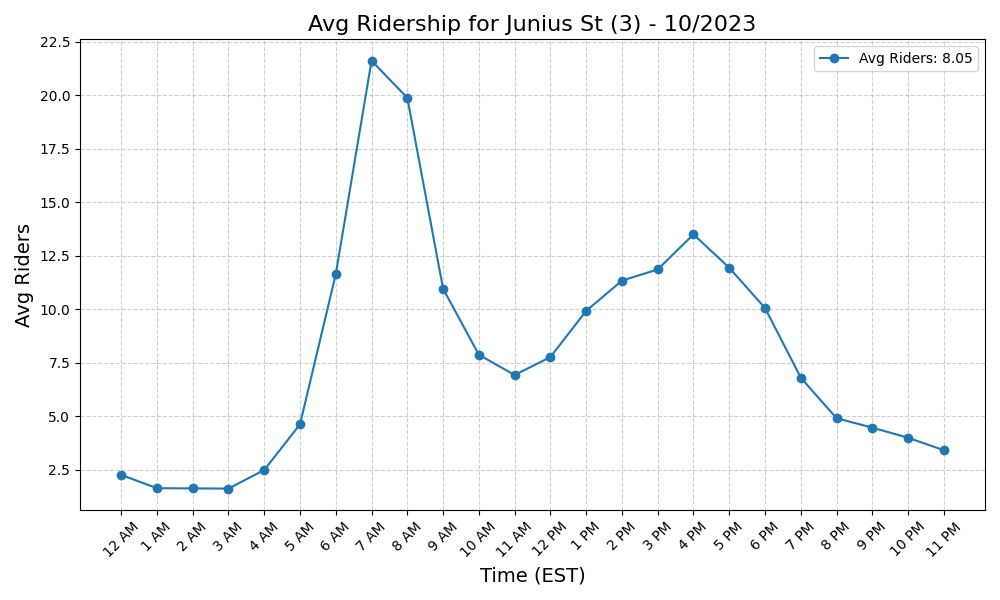 Avg Ridership for Junius St (3) - 10/2023
Avg Riders: 8.05
Avg Riders
22.5
20.0
17.5
15.0
12.5
10.0
7.5
5.0
2.5
12 AM
1 AM
2 AM
3 AM
4 AM
5 AM
6 AM
7 AM
8 AM
9 AM
10 AM
11 AM
12 PM
1 PM
2 PM
3 PM
4 PM
5 PM
6 PM
7 PM
8 PM
9 PM
10 PM
11 PM
Time (EST)